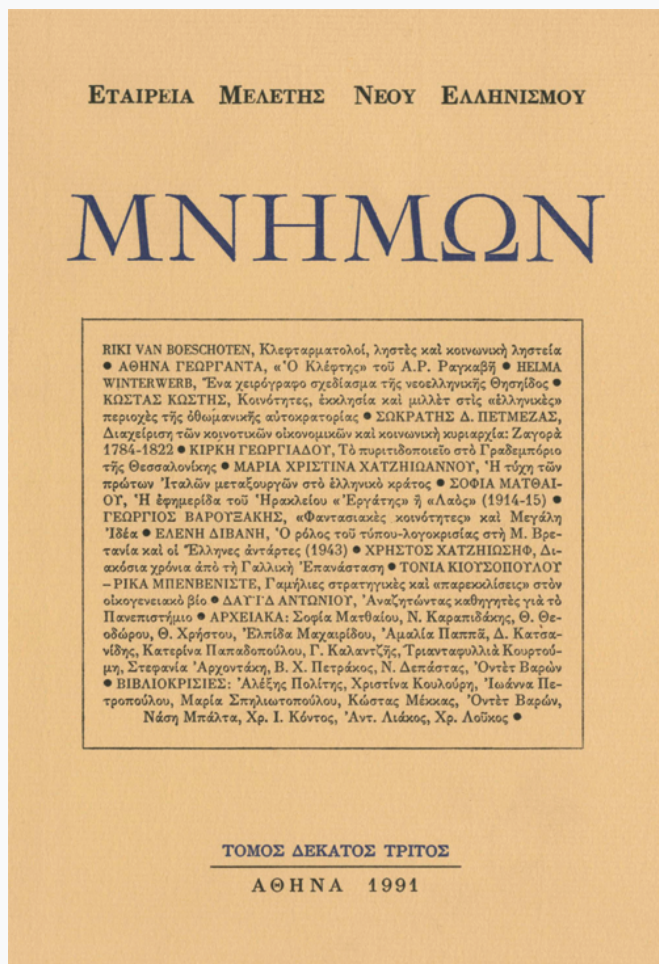 ΕΤΑΙΡΕΙΑ ΜΕΛΕΤΗΣ ΝΕΟΥ ΕΛΛΗΝΙΣΜΟΥ
ΜΝΗΜΩΝ
RIKI VAN BOESCHOTEN, Κλεφταρματολοί, ληστὲς καὶ κοινωνικὴ ληστεία
● ΑΘΗΝΑ ΓΕΩΡΓΑΝΤΑ, «Ὁ Κλέφτης» τοῦ Α.Ρ. Ραγκαβῆ ● HELMA
WINTERWERB, Ἕνα χειρόγραφο σχεδίασμα τῆς νεοελληνικῆς Θησηίδος ●
ΚΩΣΤΑΣ ΚΩΣΤΗΣ, Κοινότητες, ἐκκλησία καὶ μιλλὲτ στὶς «ἑλληνικὲς»
περιοχὲς τῆς ὀθωμανικῆς αὐτοκρατορίας ● ΣΩΚΡΑΤΗΣ Δ. ΠΕΤΜΕΖΑΣ,
Διαχείριση τῶν κοινοτικῶν οἰκονομικῶν καὶ κοινωνικὴ κυριαρχία: Ζαγορὰ
1784-1822 ● ΚΙΡΚΗ ΓΕΩΡΓΙΑΔΟΥ, Τὸ πυριτιδοποιεῖο στὸ Γραδεμπόριο
τῆς Θεσσαλονίκης ● ΜΑΡΙΑ ΧΡΙΣΤΙΝΑ ΧΑΤΖΗΙΩΑΝΝΟΥ, Ἡ τύχη τῶν
πρώτων Ἰταλῶν μεταξουργῶν στὸ ἑλληνικὸ κράτος ● ΣΟΦΙΑ ΜΑΤΘΑΙ-
ΟΥ, Ἡ ἐφημερίδα τοῦ Ἡρακλείου «Ἐργάτης» ἢ «Λαὸς» (1914-15) ●
ΓΕΩΡΓΙΟΣ ΒΑΡΟΥΞΑΚΗΣ, «Φαντασιακὲς κοινότητες» καὶ Μεγάλη
Ἰδέα ● ΕΛΕΝΗ ΔΙΒΑΝΗ, Ὁ ρόλος τοῦ τύπου-λογοκρισίας στὴ Μ. Βρε-
τανία καὶ οἱ Ἕλληνες ἀντάρτες (1943) ● ΧΡΗΣΤΟΣ ΧΑΤΖΗΙΩΣΗΦ, Δι-
ακόσια χρόνια ἀπὸ τὴ Γαλλικὴ Ἐπανάσταση ● ΤΟΝΙΑ ΚΙΟΥΣΟΠΟΥΛΟΥ
– ΡΙΚΑ ΜΠΕΝΒΕΝΙΣΤΕ, Γαμήλιες στρατηγικὲς καὶ «παρεκκλίσεις» στὸν
οἰκογενειακὸ βίο ● ΔΑΥΪΔ ΑΝΤΩΝΙΟΥ, Ἀναζητώντας καθηγητὲς γιὰ τὸ
Πανεπιστήμιο ● ΑΡΧΕΙΑΚΑ: Σοφία Ματθαίου, Ν. Καραπιδάκης, Θ. Θε-
οδώρου, Θ. Χρήστου, Ἐλπίδα Μαχαιρίδου, Ἀμαλία Παππᾶ, Δ. Κατσα-
νίδης, Κατερίνα Παπαδοπούλου, Γ. Καλαντζῆς, Τριανταφυλλιὰ Κουρτού-
μη, Στεφανία Ἀρχοντάκη, Β. Χ. Πετράκος, Ν. Δεπάστας, Ὀντὲτ Βαρὼν
● ΒΙΒΛΙΟΚΡΙΣΙΕΣ: Ἀλέξης Πολίτης, Χριστίνα Κουλούρη, Ἰωάννα Πε-
τροπούλου, Μαρία Σπηλιωτοπούλου, Κώστας Μέκκας, Ὀντὲτ Βαρών,
Νάση Μπάλτα, Χρ. Ι. Κόντος, Ἀντ. Λιάκος, Χρ. Λοῦκος ●
ΤΟΜΟΣ ΔΕΚΑΤΟΣ ΤΡΙΤΟΣ
ΑΘΗΝΑ 1991